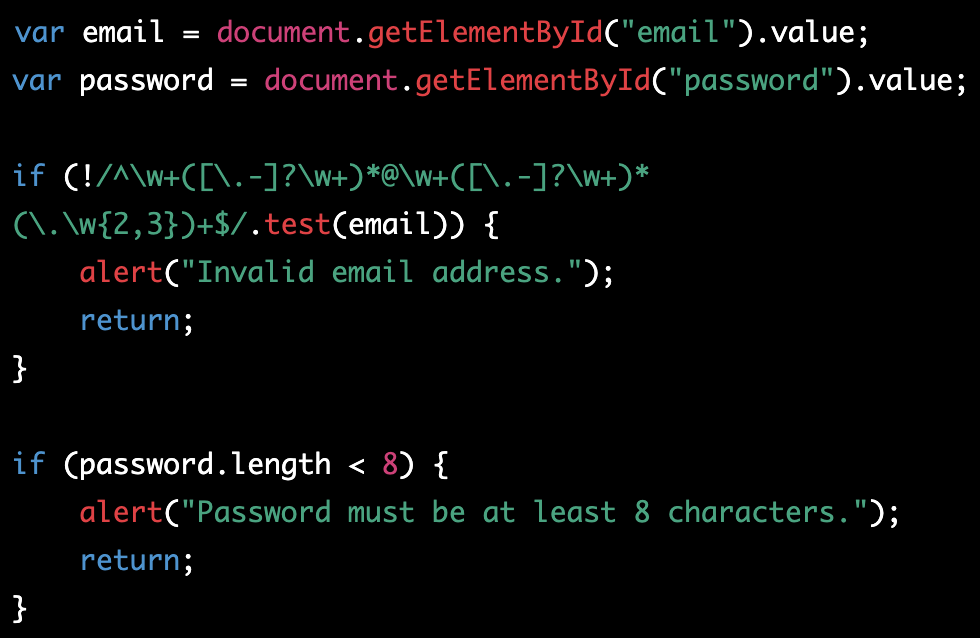 var email = document.getElementById("email").value;
var password = document.getElementById("password").value;

if (!/^\w+([\.-]?\w+)*@\w+([\.-]?\w+)*
(\.\w{2,3})+$/.test(email)) {
    alert("Invalid email address.");
    return;
}

if (password.length < 8) {
    alert("Password must be at least 8 characters.");
    return;
}